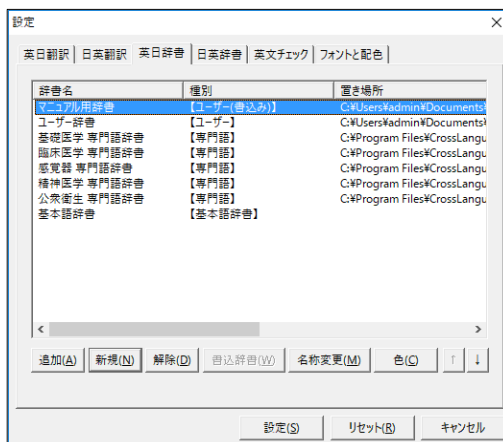 設定
英日翻訳 日英翻訳 英日辞書 日英辞書 英文チェック フォントと配色
辞書名 種別 置き場所
マニュアル用辞書 【ユーザー(書込み)】 C:¥Users¥admin¥Documents¥
ユーザー辞書 【ユーザー】 C:¥Users¥admin¥Documents¥
基礎医学 専門語辞書 【専門語】 C:¥Program Files¥CrossLangu
臨床医学 専門語辞書 【専門語】 C:¥Program Files¥CrossLangu
感覚器 専門語辞書 【専門語】 C:¥Program Files¥CrossLangu
精神医学 専門語辞書 【専門語】 C:¥Program Files¥CrossLangu
公衆衛生 専門語辞書 【専門語】 C:¥Program Files¥CrossLangu
基本語辞書 【基本語辞書】
追加(A) 新規(N) 解除(D) 書込辞書(W) 名称変更(M) 色(C) ↑ ↓
設定(S) リセット(R) キャンセル